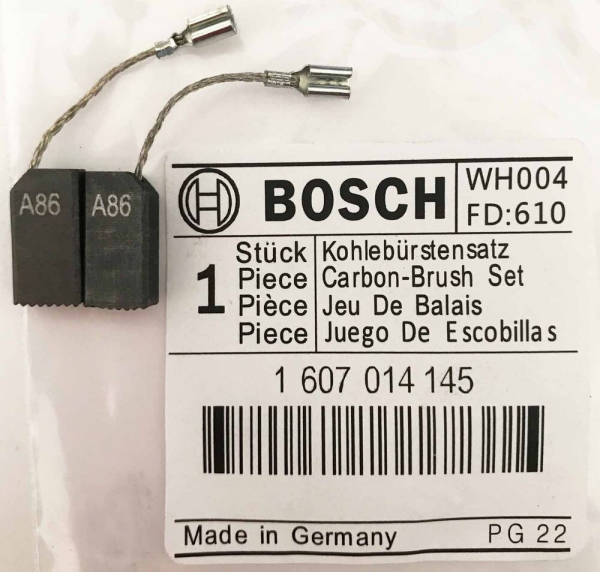 A86 A86
BOSCH
WH004
FD:610
1
Stück Kohlebürstensatz
Piece Carbon-Brush Set
Pièce Jeu De Balais
Piece Juego De Escobillas
1 607 014 145
Made in Germany PG 22